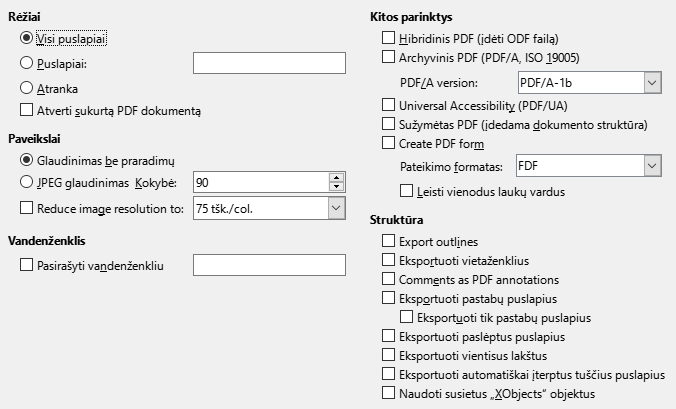 Rėžiai
Visi puslapiai
Puslapiai:
Atranka
Atverti sukurtą PDF dokumentą
Paveikslai
Glaudinimas be praradimų
JPEG glaudinimas Kokybė: 90
Reduce image resolution to: 75 tšk./col.
Vandenženklis
Pasirašyti vandenženkliu
Kitos parinktys
Hibridinis PDF (įdėti ODF failą)
Archyvinis PDF (PDF/A, ISO 19005)
PDF/A version: PDF/A-1b
Universal Accessibility (PDF/UA)
Sužymėtas PDF (įdedama dokumento struktūra)
Create PDF form
Pateikimo formatas: FDF
Leisti vienodus laukų vardus
Struktūra
Export outlines
Eksportuoti vietaženklius
Comments as PDF annotations
Eksportuoti pastabų puslapius
Eksportuoti tik pastabų puslapius
Eksportuoti paslėptus puslapius
Eksportuoti vientisus lakštus
Eksportuoti automatiškai įterptus tuščius puslapius
Naudoti susietus „XObjects“ objektus